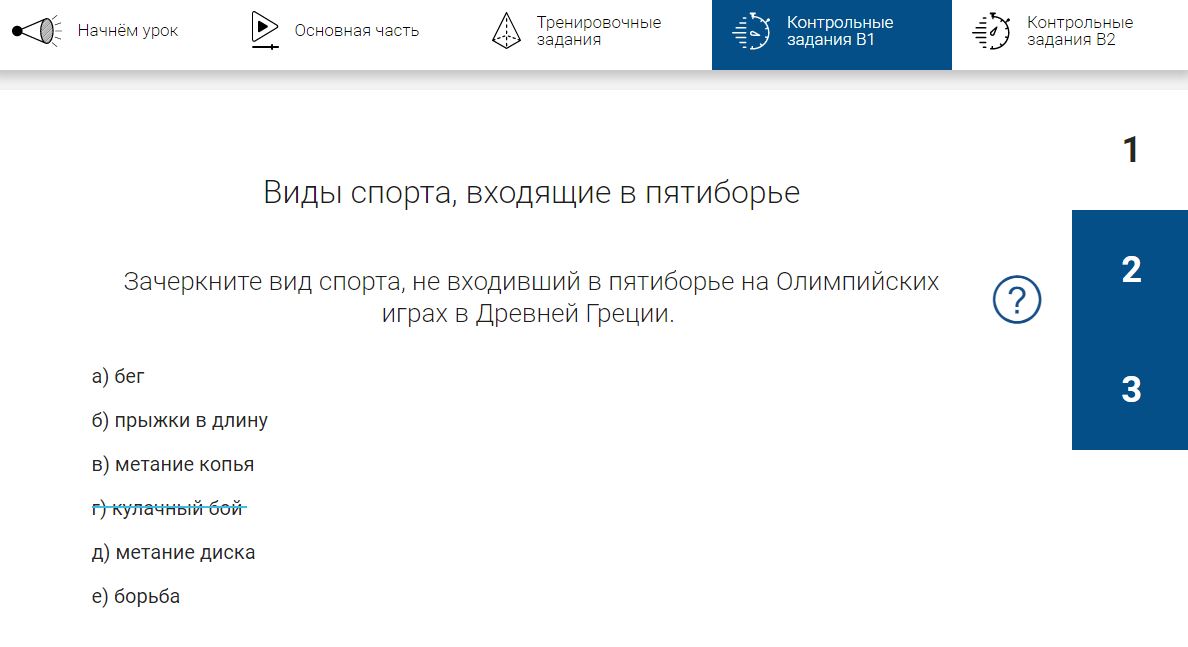 Начнём урок
Основная часть
Тренировочные
задания
Контрольные
задания В1
Контрольные
задания В2
1
Виды спорта, входящие в пятиборье
2
Зачеркните вид спорта, не входивший в пятиборье на Олимпийских
играх в Древней Греции.
?
а) бег
3
б) прыжки в длину
в) метание копья
г) кулачный бой
д) метание диска
е) борьба